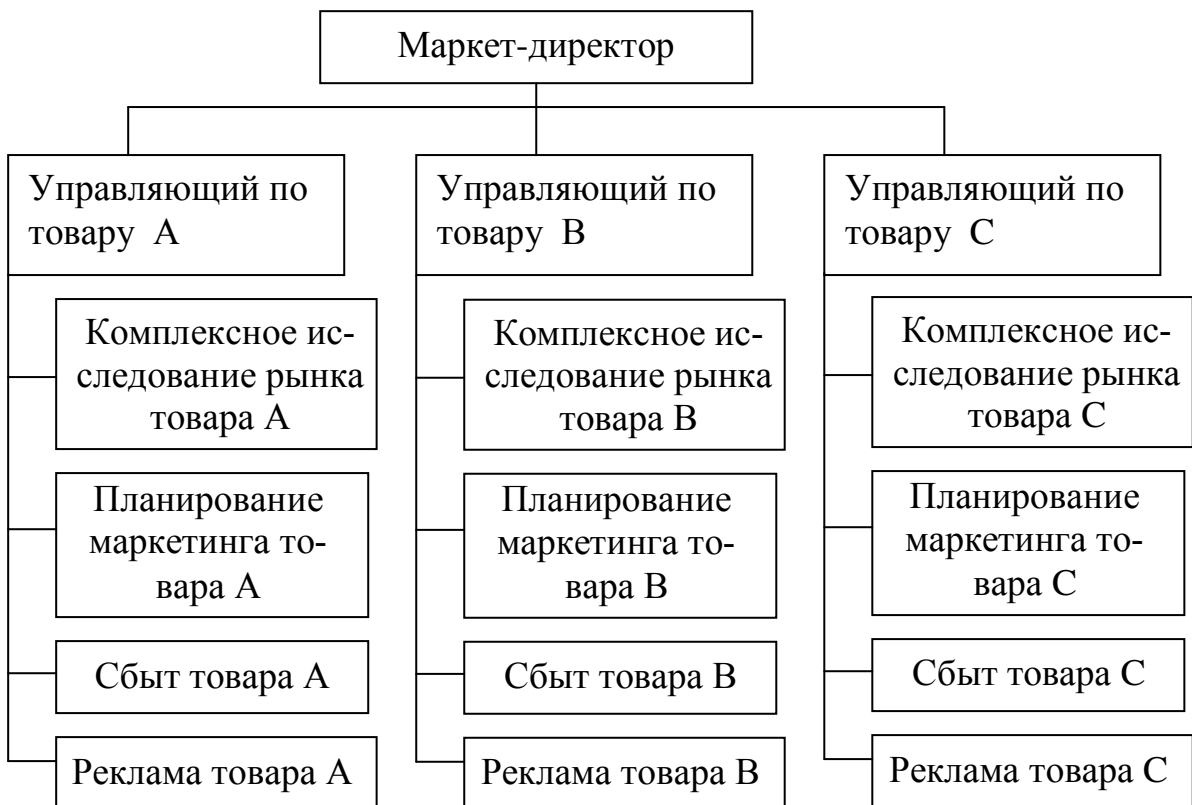 Маркет-директор
Управляющий по
товару А
Комплексное ис-
следование рынка
товара А
Планирование
маркетинга то-
вара А
Сбыт товара А
Реклама товара А
Управляющий по
товару В
Комплексное ис-
следование рынка
товара В
Планирование
маркетинга то-
вара В
Сбыт товара В
Реклама товара В
Управляющий по
товару С
Комплексное ис-
следование рынка
товара С
Планирование
маркетинга то-
вара С
Сбыт товара С
Реклама товара С